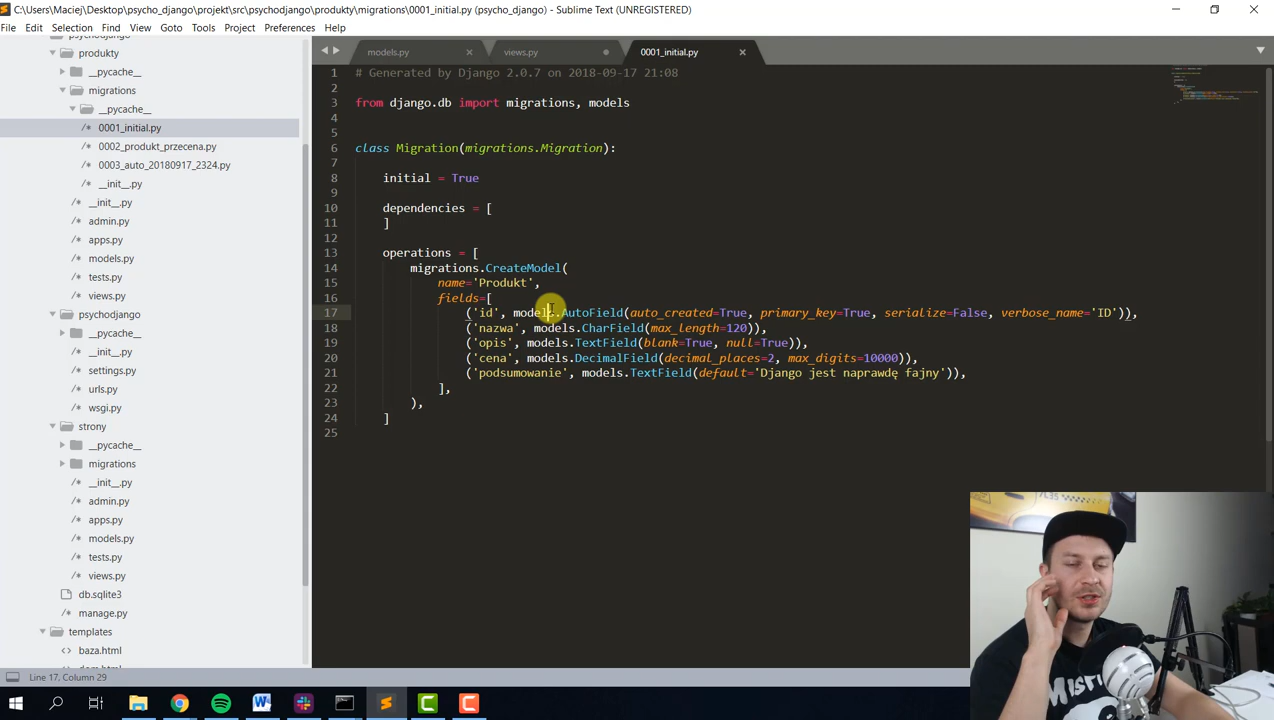 C:\Users\Maciej\Desktop\psycho_django\projekt\src\psychodjango\produkty\migrations\0001_initial.py (psycho_django) - Sublime Text (UNREGISTERED)
File Edit Selection Find View Goto Tools Project Preferences Help
psychodjango
produkty
__pycache__
migrations
__pycache__
/* 0001_initial.py
/* 0002_produkt_przecena.py
/* 0003_auto_20180917_2324.py
/* __init__.py
/* __init__.py
/* admin.py
/* apps.py
/* models.py
/* tests.py
/* views.py
psychodjango
__pycache__
/* __init__.py
/* settings.py
/* urls.py
/* wsgi.py
strony
__pycache__
migrations
/* __init__.py
/* admin.py
/* apps.py
/* models.py
/* tests.py
/* views.py
db.sqlite3
/* manage.py
templates
<> baza.html
models.py views.py 0001_initial.py
1 # Generated by Django 2.0.7 on 2018-09-17 21:08
2
3 from django.db import migrations, models
4
5
6 class Migration(migrations.Migration):
7
8 initial = True
9
10 dependencies = [
11 ]
12
13 operations = [
14 migrations.CreateModel(
15 name='Produkt',
16 fields=[
17 ('id', models.AutoField(auto_created=True, primary_key=True, serialize=False, verbose_name='ID')),
18 ('nazwa', models.CharField(max_length=120)),
19 ('opis', models.TextField(blank=True, null=True)),
20 ('cena', models.DecimalField(decimal_places=2, max_digits=10000)),
21 ('podsumowanie', models.TextField(default='Django jest naprawdę fajny')),
22 ],
23 ),
24 ]
25
Line 17, Column 29